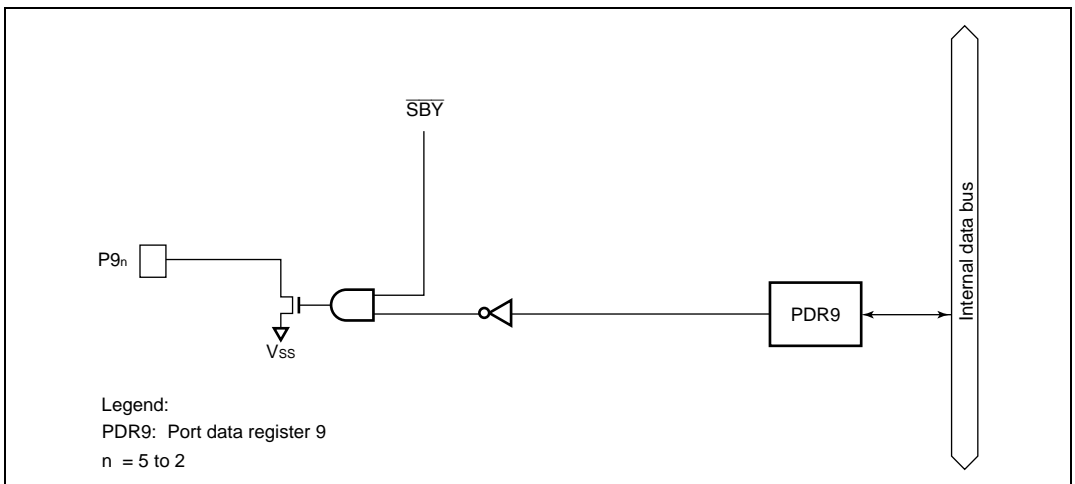 SBY
P9n
VSS
PDR9
Internal data bus
Legend:
PDR9: Port data register 9
n = 5 to 2